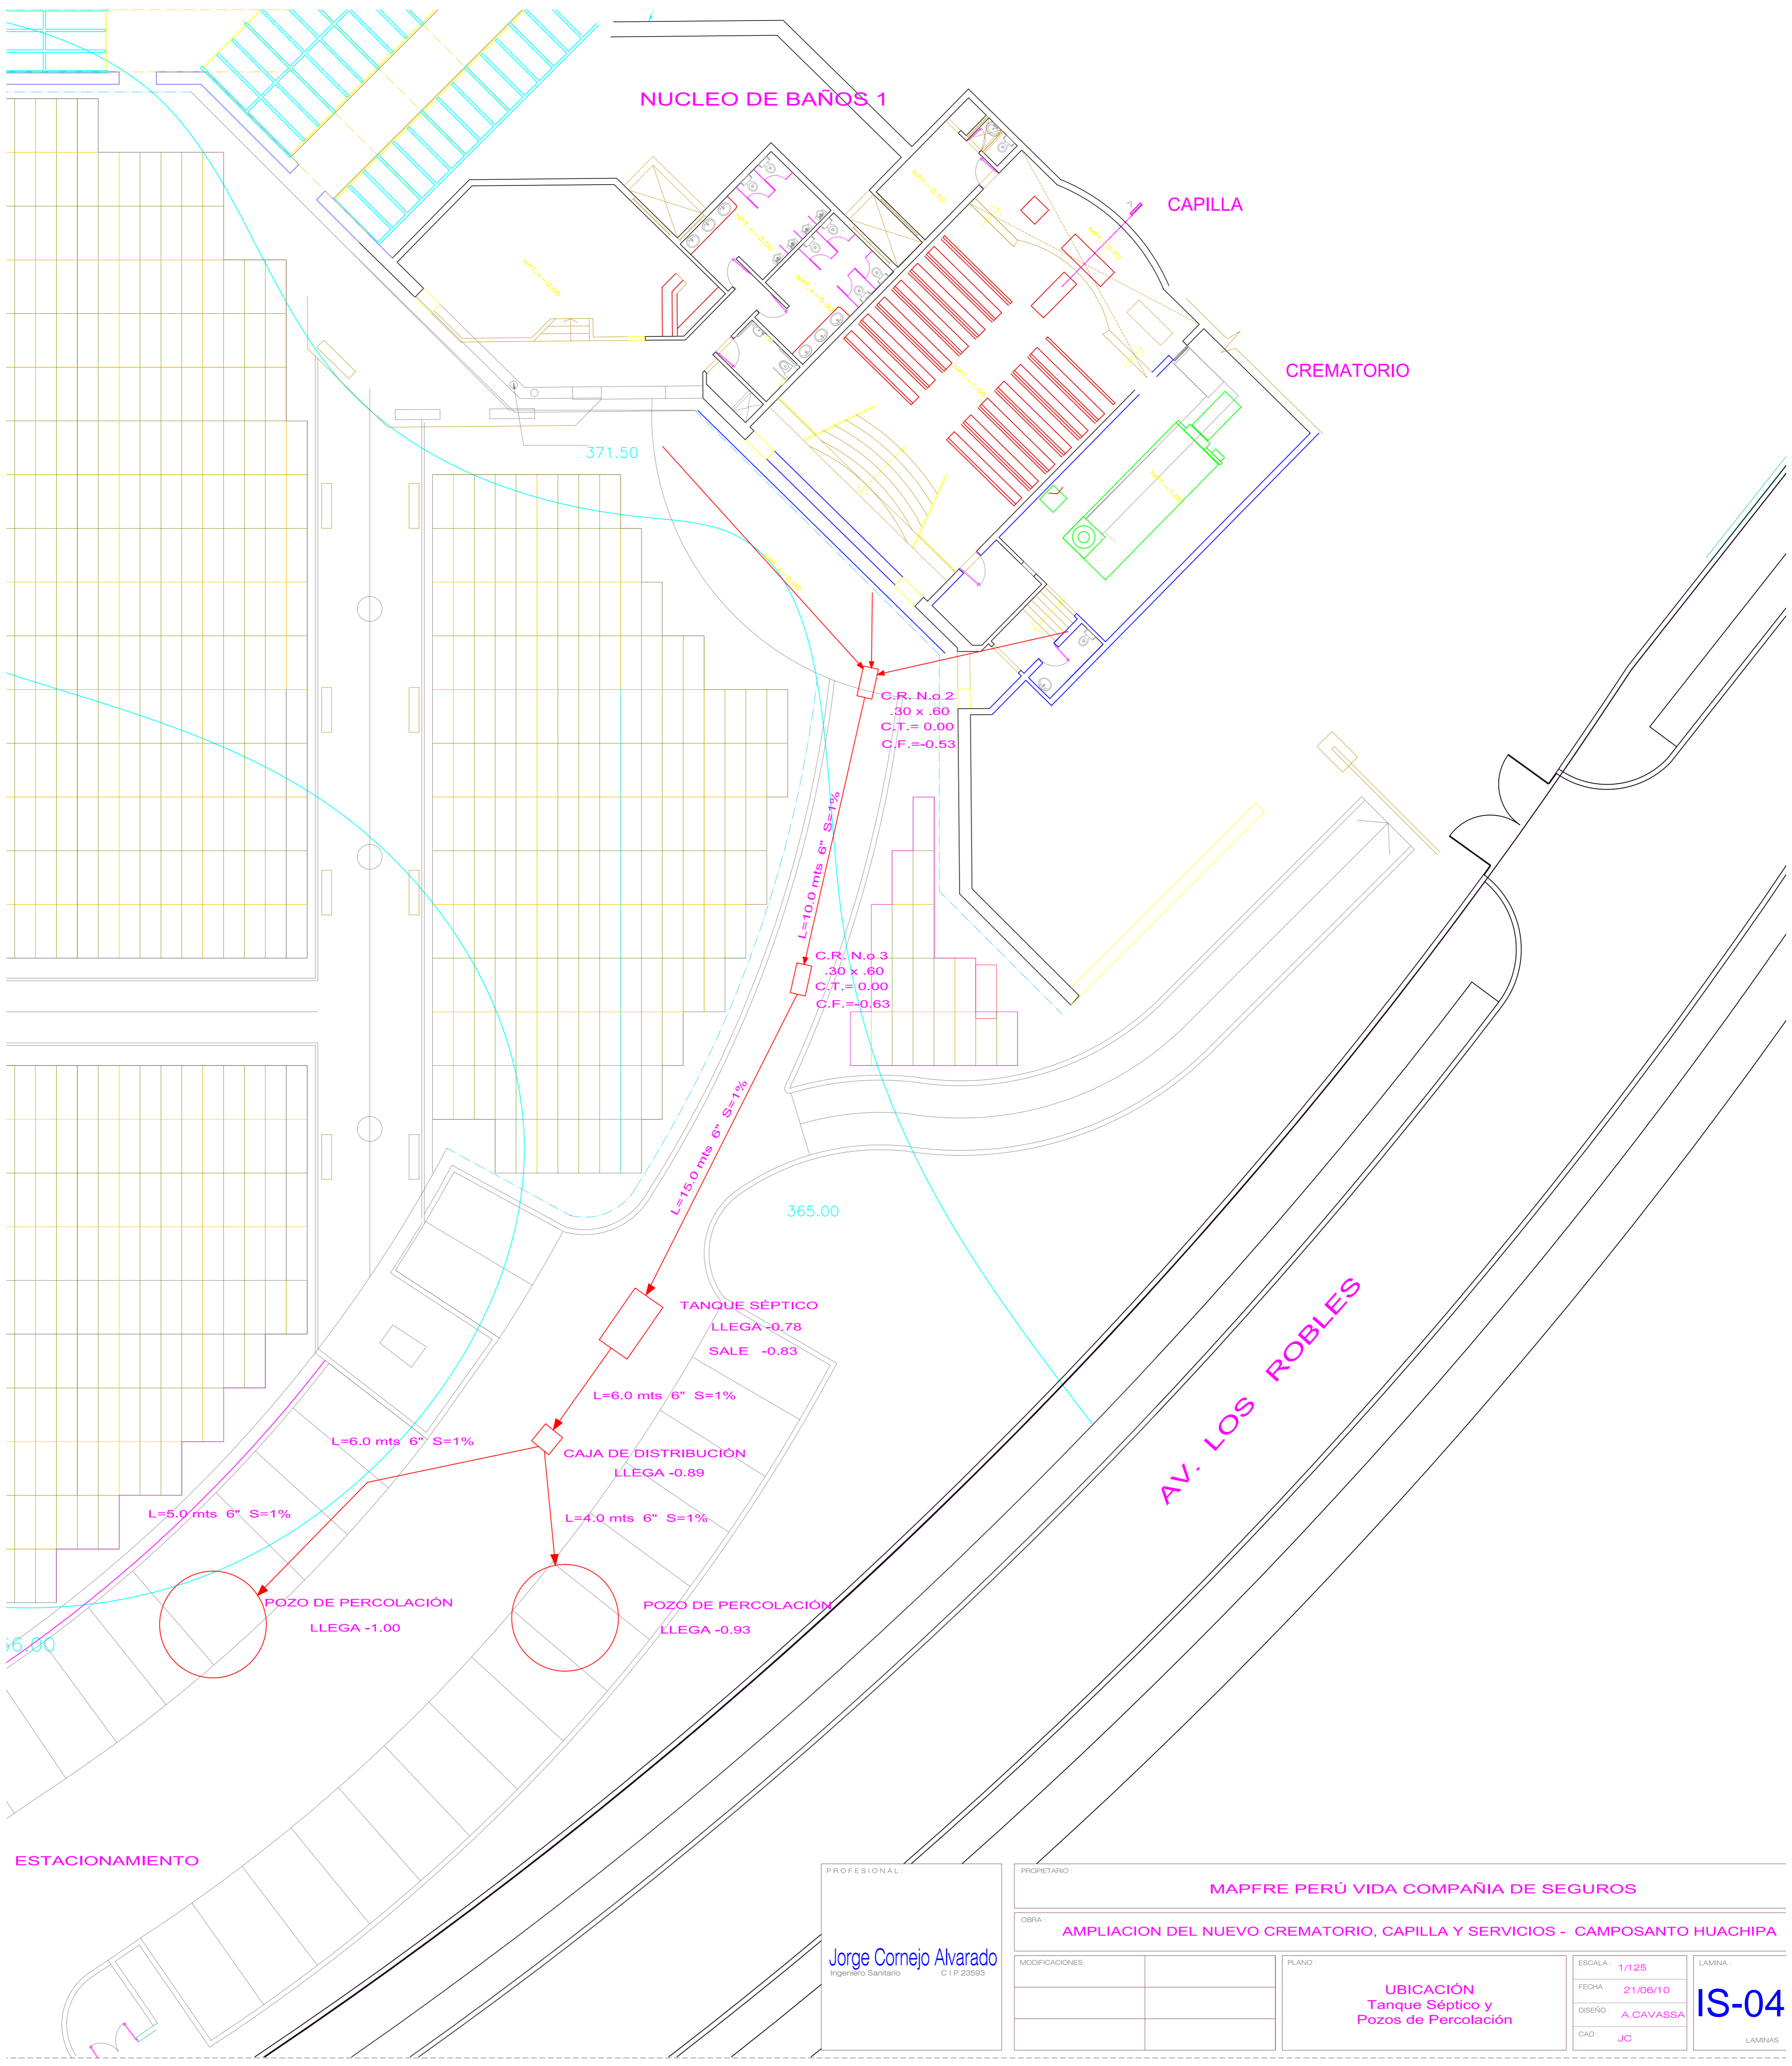 NUCLEO DE BAÑOS 1
CAPILLA
CREMATORIO
371.50
C.R. N.o 2
.30 x .60
C.T.= 0.00
C.F.=-0.53
L=10.0 mts 6" S=1%
C.R. N.o 3
.30 x .60
C.T.= 0.00
C.F.=-0.63
L=15.0 mts 6" S=1%
365.00
TANQUE SÉPTICO
LLEGA -0.78
SALE -0.83
L=6.0 mts 6" S=1%
L=6.0 mts 6" S=1%
CAJA DE DISTRIBUCIÓN
LLEGA -0.89
L=5.0 mts 6" S=1%
L=4.0 mts 6" S=1%
POZO DE PERCOLACIÓN
LLEGA -1.00
POZO DE PERCOLACIÓN
LLEGA -0.93
AV. LOS ROBLES
ESTACIONAMIENTO
PROFESIONAL:
Jorge Cornejo Alvarado
Ingeniero Sanitario C I P 23593
PROPIETARIO :
MAPFRE PERÚ VIDA COMPAÑIA DE SEGUROS
OBRA :
AMPLIACION DEL NUEVO CREMATORIO, CAPILLA Y SERVICIOS - CAMPOSANTO HUACHIPA
MODIFICACIONES:
PLANO :
UBICACIÓN
Tanque Séptico y
Pozos de Percolación
ESCALA : 1/125
FECHA : 21/06/10
DISEÑO : A.CAVASSA
CAD : JC
LAMINA :
IS-04
LAMINAS